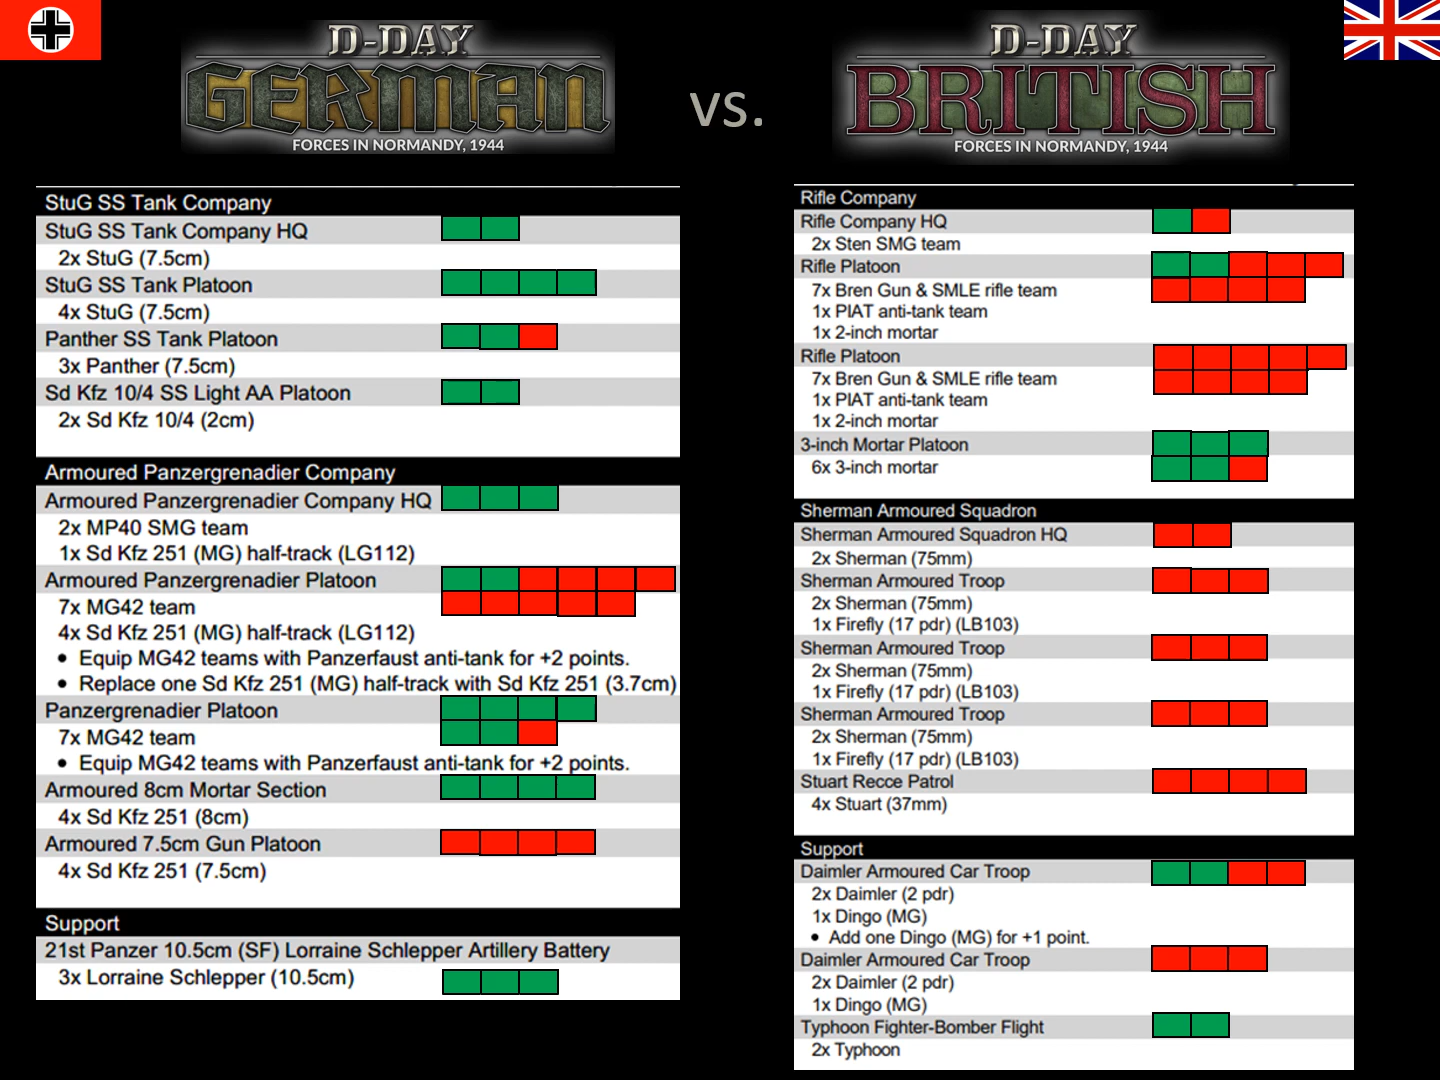 D-DAY
GERMAN
FORCES IN NORMANDY, 1944
vs.
D-DAY
BRITISH
FORCES IN NORMANDY, 1944
StuG SS Tank Company
StuG SS Tank Company HQ
2x StuG (7.5cm)
StuG SS Tank Platoon
4x StuG (7.5cm)
Panther SS Tank Platoon
3x Panther (7.5cm)
Sd Kfz 10/4 SS Light AA Platoon
2x Sd Kfz 10/4 (2cm)
Armoured Panzergrenadier Company
Armoured Panzergrenadier Company HQ
2x MP40 SMG team
1x Sd Kfz 251 (MG) half-track (LG112)
Armoured Panzergrenadier Platoon
7x MG42 team
4x Sd Kfz 251 (MG) half-track (LG112)
• Equip MG42 teams with Panzerfaust anti-tank for +2 points.
• Replace one Sd Kfz 251 (MG) half-track with Sd Kfz 251 (3.7cm)
Panzergrenadier Platoon
7x MG42 team
• Equip MG42 teams with Panzerfaust anti-tank for +2 points.
Armoured 8cm Mortar Section
4x Sd Kfz 251 (8cm)
Armoured 7.5cm Gun Platoon
4x Sd Kfz 251 (7.5cm)
Support
21st Panzer 10.5cm (SF) Lorraine Schlepper Artillery Battery
3x Lorraine Schlepper (10.5cm)
Rifle Company
Rifle Company HQ
2x Sten SMG team
Rifle Platoon
7x Bren Gun & SMLE rifle team
1x PIAT anti-tank team
1x 2-inch mortar
Rifle Platoon
7x Bren Gun & SMLE rifle team
1x PIAT anti-tank team
1x 2-inch mortar
3-inch Mortar Platoon
6x 3-inch mortar
Sherman Armoured Squadron
Sherman Armoured Squadron HQ
2x Sherman (75mm)
Sherman Armoured Troop
2x Sherman (75mm)
1x Firefly (17 pdr) (LB103)
Sherman Armoured Troop
2x Sherman (75mm)
1x Firefly (17 pdr) (LB103)
Sherman Armoured Troop
2x Sherman (75mm)
1x Firefly (17 pdr) (LB103)
Stuart Recce Patrol
4x Stuart (37mm)
Support
Daimler Armoured Car Troop
2x Daimler (2 pdr)
1x Dingo (MG)
• Add one Dingo (MG) for +1 point.
Daimler Armoured Car Troop
2x Daimler (2 pdr)
1x Dingo (MG)
Typhoon Fighter-Bomber Flight
2x Typhoon